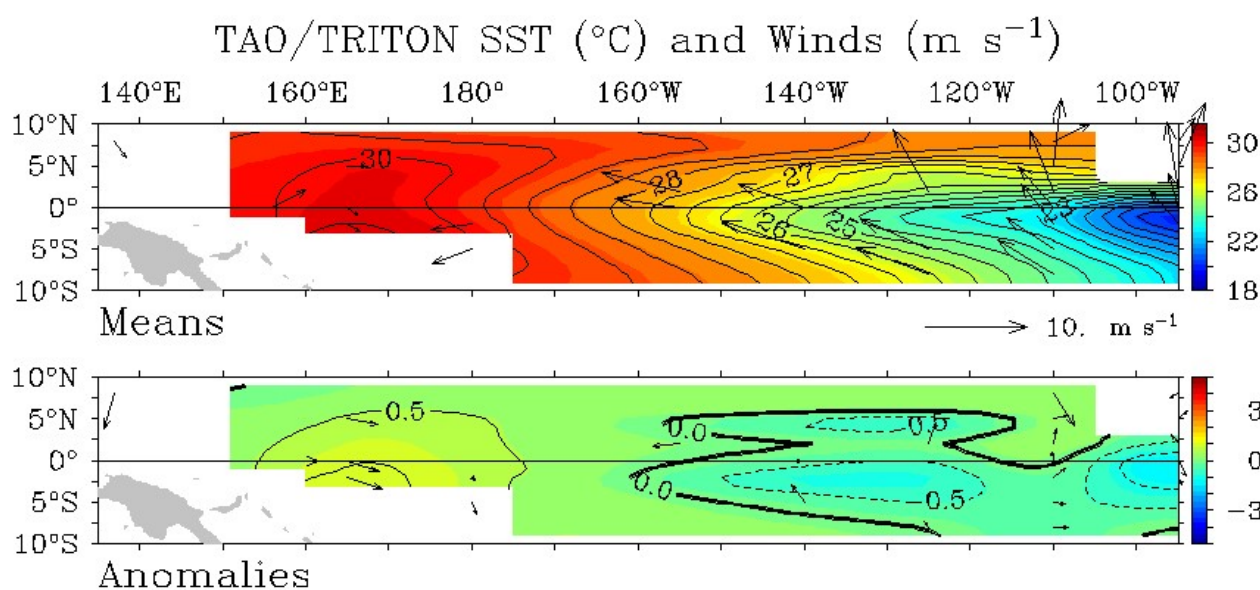 TAO/TRITON SST (°C) and Winds (m s⁻¹)
140°E 160°E 180° 160°W 140°W 120°W 100°W
10°N
5°N
0°
5°S
10°S
30 28 27 26 25 23
30
26
22
18
Means
10. m s⁻¹
10°N
5°N
0°
5°S
10°S
0.5 0.0 0.5
0.0 0.5
3
0
−3
Anomalies